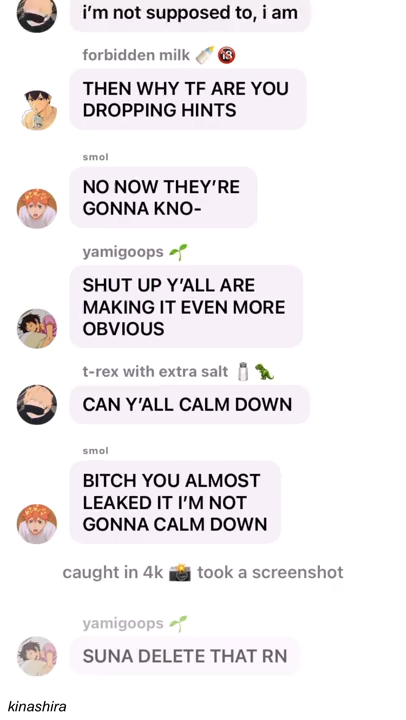 i’m not supposed to, i am
forbidden milk 🍼🔞
THEN WHY TF ARE YOU
DROPPING HINTS
smol
NO NOW THEY’RE
GONNA KNO-
yamigoops 🌱
SHUT UP Y’ALL ARE
MAKING IT EVEN MORE
OBVIOUS
t-rex with extra salt 🧂🦖
CAN Y’ALL CALM DOWN
smol
BITCH YOU ALMOST
LEAKED IT I’M NOT
GONNA CALM DOWN
caught in 4k 📸 took a screenshot
yamigoops 🌱
SUNA DELETE THAT RN
kinashira